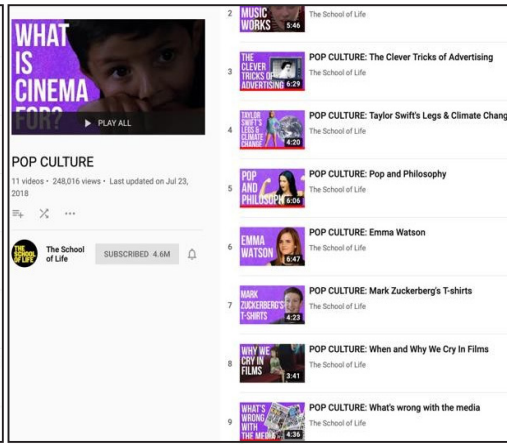 WHAT
IS
CINEMA
FOR?
PLAY ALL
POP CULTURE
11 videos • 248,016 views • Last updated on Jul 23,
2018
THE
SCHOOL
OF LIFE
The School
of Life
SUBSCRIBED 4.6M
2
MUSIC
WORKS
5:46
The School of Life
3
THE
CLEVER
TRICKS OF
ADVERTISING
6:29
POP CULTURE: The Clever Tricks of Advertising
The School of Life
4
TAYLOR
SWIFT'S
LEGS &
CLIMATE
CHANGE
4:20
POP CULTURE: Taylor Swift's Legs & Climate Chang
The School of Life
5
POP
AND
PHILOSOPH
6:06
POP CULTURE: Pop and Philosophy
The School of Life
6
EMMA
WATSON
6:47
POP CULTURE: Emma Watson
The School of Life
7
MARK
ZUCKERBERG'S
T-SHIRTS
4:23
POP CULTURE: Mark Zuckerberg's T-shirts
The School of Life
8
WHY WE
CRY IN
FILMS
3:41
POP CULTURE: When and Why We Cry In Films
The School of Life
9
WHAT'S
WRONG
WITH
THE MEDIA
4:36
POP CULTURE: What's wrong with the media
The School of Life